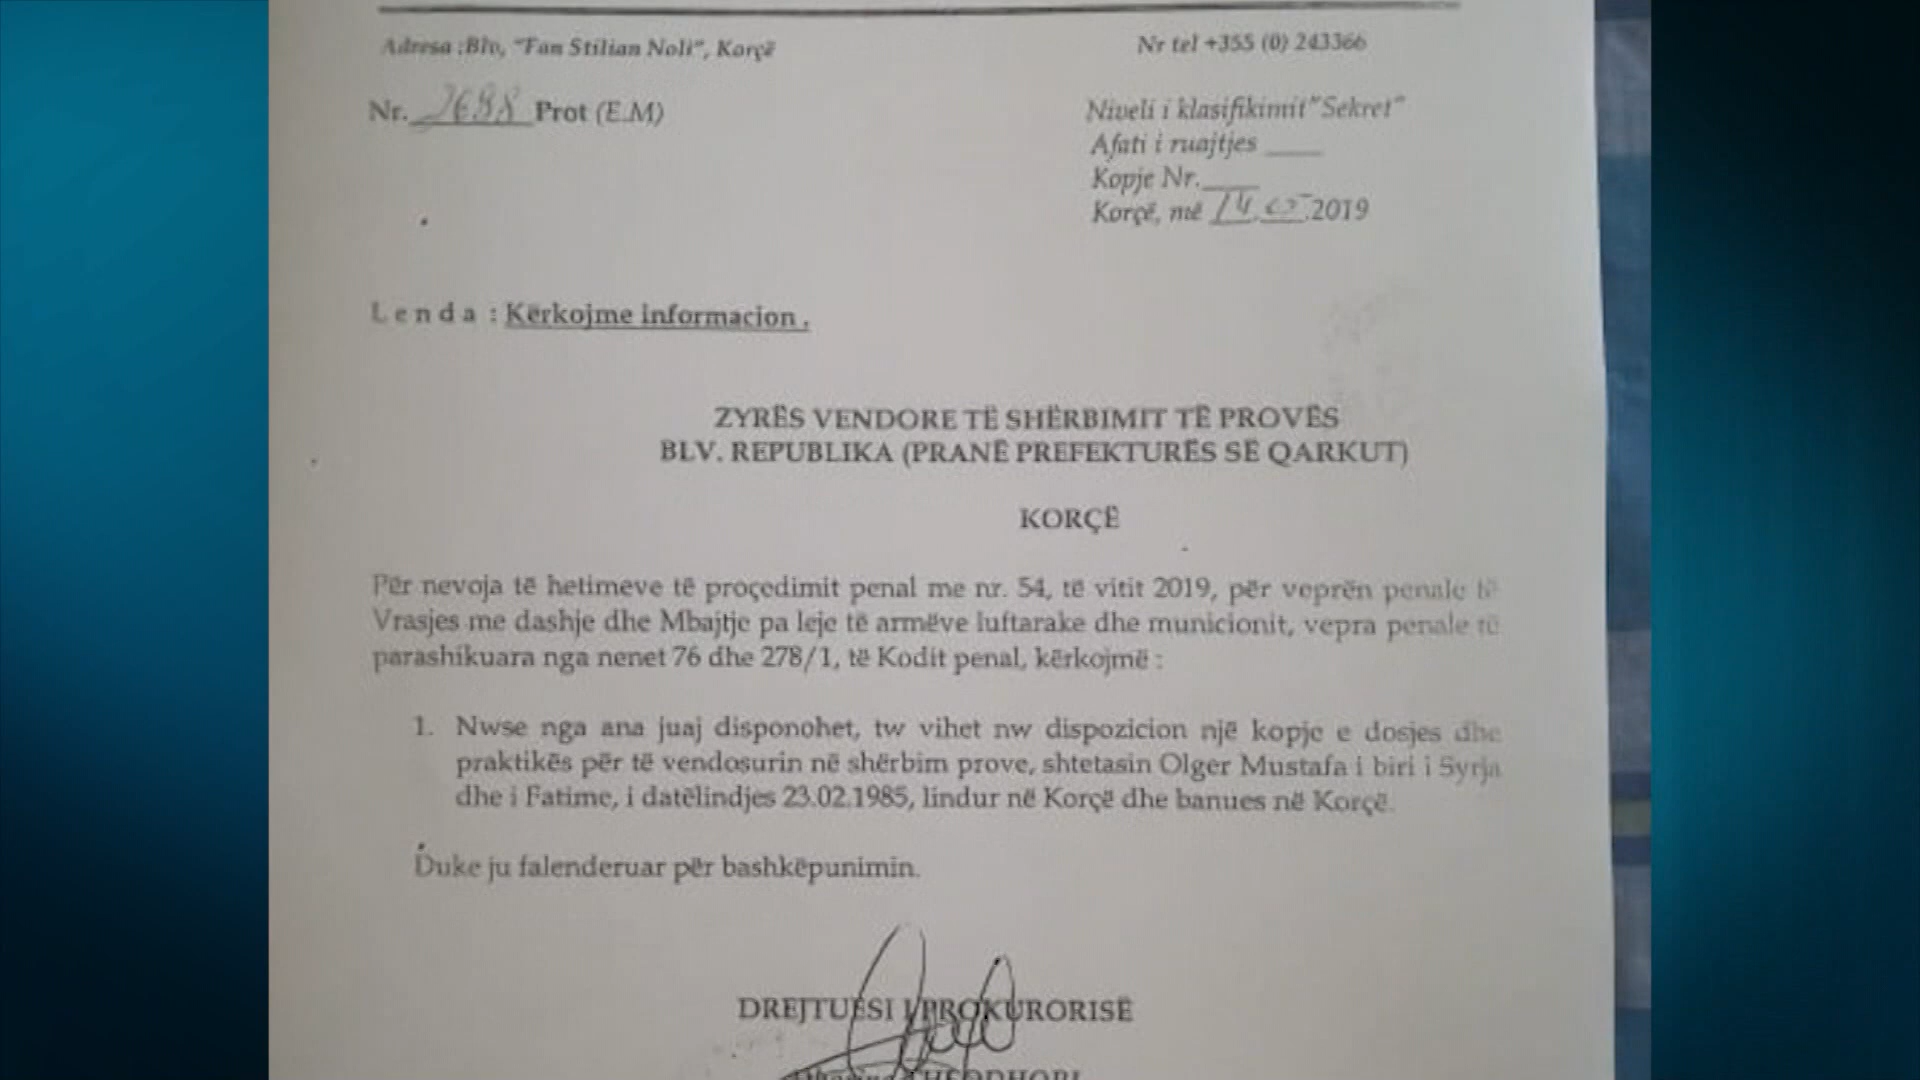 Adresa :Blv, "Fan Stilian Noli", Korçë
Nr tel +355 (0) 243366
Nr. 2698 Prot (E.M)
Niveli i klasifikimit"Sekret"
Afati i ruajtjes ____
Kopje Nr.____
Korçë, më 14.05.2019
Lenda : Kërkojme informacion .
ZYRËS VENDORE TË SHËRBIMIT TË PROVËS
BLV. REPUBLIKA (PRANË PREFEKTURËS SË QARKUT)
KORÇË
Për nevoja të hetimeve të proçedimit penal me nr. 54, të vitit 2019, për veprën penale të
Vrasjes me dashje dhe Mbajtje pa leje të armëve luftarake dhe municionit, vepra penale të
parashikuara nga nenet 76 dhe 278/1, të Kodit penal, kërkojmë :
1. Nwse nga ana juaj disponohet, tw vihet nw dispozicion një kopje e dosjes dhe
praktikës për të vendosurin në shërbim prove, shtetasin Olger Mustafa i biri i Syrja
dhe i Fatime, i datëlindjes 23.02.1985, lindur në Korçë dhe banues në Korçë.
Duke ju falenderuar për bashkëpunimin.
DREJTUESI I PROKURORISË
THEODHORI